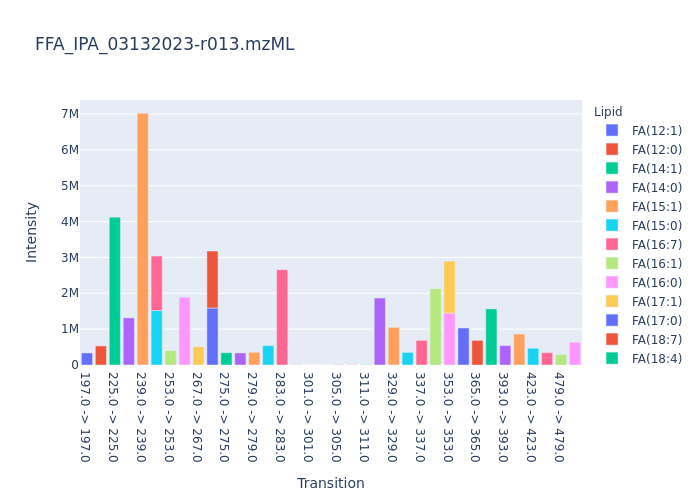 FFA_IPA_03132023-r013.mzML
Intensity
7M
6M
5M
4M
3M
2M
1M
0
197.0 -> 197.0
225.0 -> 225.0
239.0 -> 239.0
253.0 -> 253.0
267.0 -> 267.0
275.0 -> 275.0
279.0 -> 279.0
283.0 -> 283.0
301.0 -> 301.0
305.0 -> 305.0
311.0 -> 311.0
329.0 -> 329.0
337.0 -> 337.0
353.0 -> 353.0
365.0 -> 365.0
393.0 -> 393.0
423.0 -> 423.0
479.0 -> 479.0
Transition
Lipid
FA(12:1)
FA(12:0)
FA(14:1)
FA(14:0)
FA(15:1)
FA(15:0)
FA(16:7)
FA(16:1)
FA(16:0)
FA(17:1)
FA(17:0)
FA(18:7)
FA(18:4)